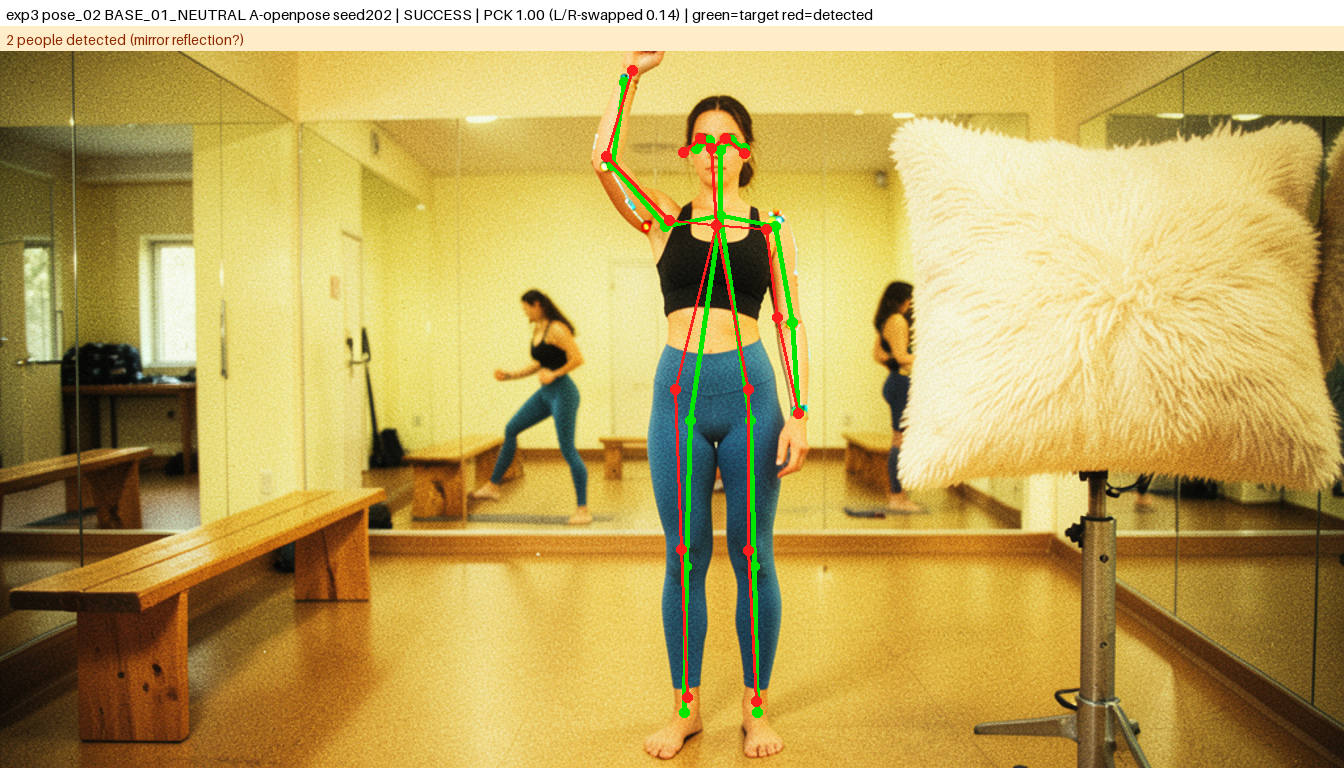 exp3 pose_02 BASE_01_NEUTRAL A-openpose seed202 | SUCCESS | PCK 1.00 (L/R-swapped 0.14) | green=target red=detected
2 people detected (mirror reflection?)